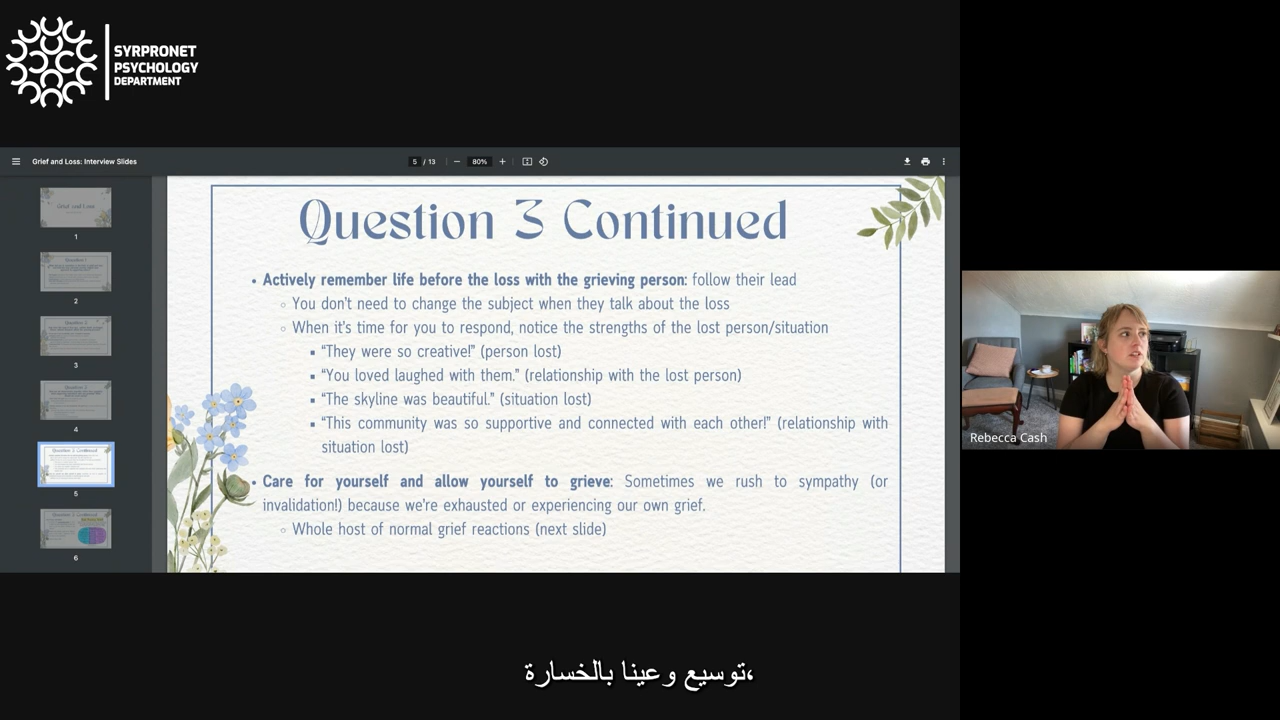 SYRPRONET
PSYCHOLOGY
DEPARTMENT
Grief and Loss: Interview Slides
5 / 13
80%
Question 3 Continued
• Actively remember life before the loss with the grieving person: follow their lead
○ You don't need to change the subject when they talk about the loss
○ When it's time for you to respond, notice the strengths of the lost person/situation
▪ “They were so creative!” (person lost)
▪ “You loved laughed with them.” (relationship with the lost person)
▪ “The skyline was beautiful.” (situation lost)
▪ “This community was so supportive and connected with each other!” (relationship with
situation lost)
• Care for yourself and allow yourself to grieve: Sometimes we rush to sympathy (or
invalidation!) because we're exhausted or experiencing our own grief.
○ Whole host of normal grief reactions (next slide)
Grief and Loss
1
2
3
4
Question 3 Continued
5
6
Rebecca Cash
توسيع وعينا بالخسارة،